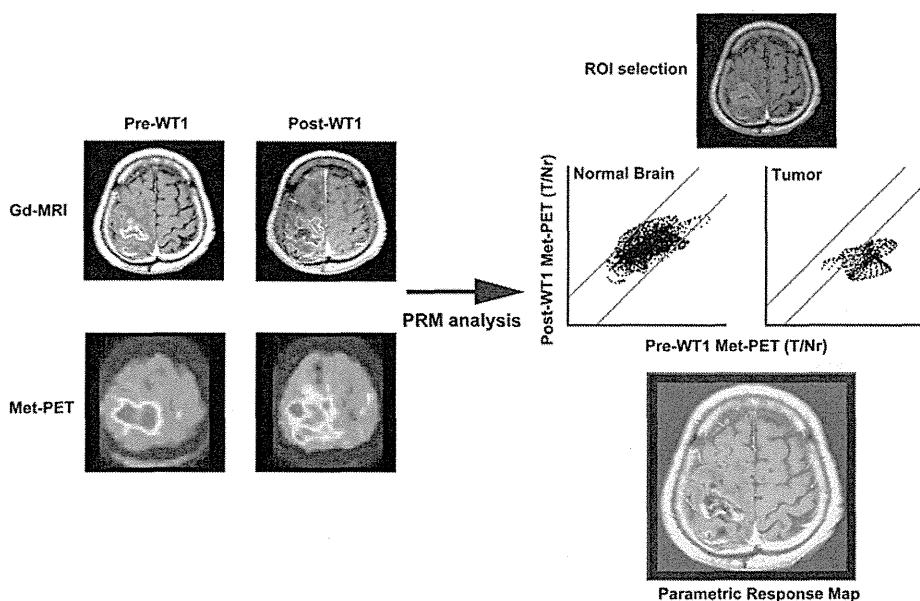 ROI selection
Pre-WT1
Post-WT1
Gd-MRI
Normal Brain
Tumor
Post-WT1 Met-PET (T/Nr)
PRM analysis
Pre-WT1 Met-PET (T/Nr)
Met-PET
Parametric Response Map